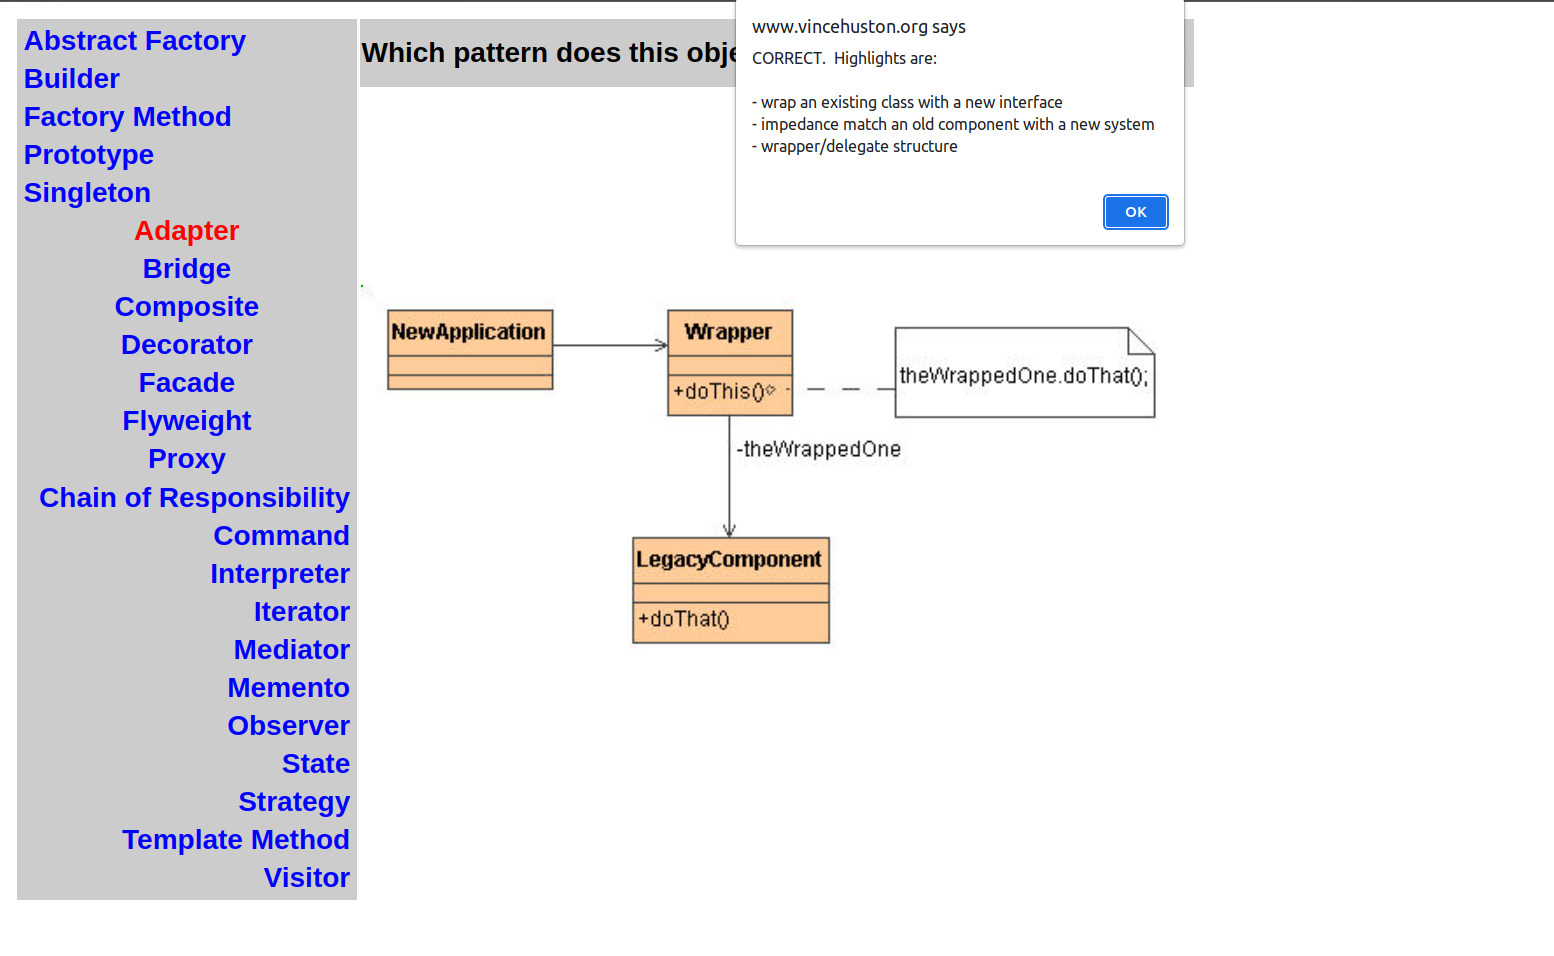 Abstract Factory
Builder
Factory Method
Prototype
Singleton
Adapter
Bridge
Composite
Decorator
Facade
Flyweight
Proxy
Chain of Responsibility
Command
Interpreter
Iterator
Mediator
Memento
Observer
State
Strategy
Template Method
Visitor
Which pattern does this obje
www.vincehuston.org says
CORRECT.  Highlights are:
- wrap an existing class with a new interface
- impedance match an old component with a new system
- wrapper/delegate structure
OK
NewApplication
Wrapper
+doThis()
theWrappedOne.doThat();
-theWrappedOne
LegacyComponent
+doThat()